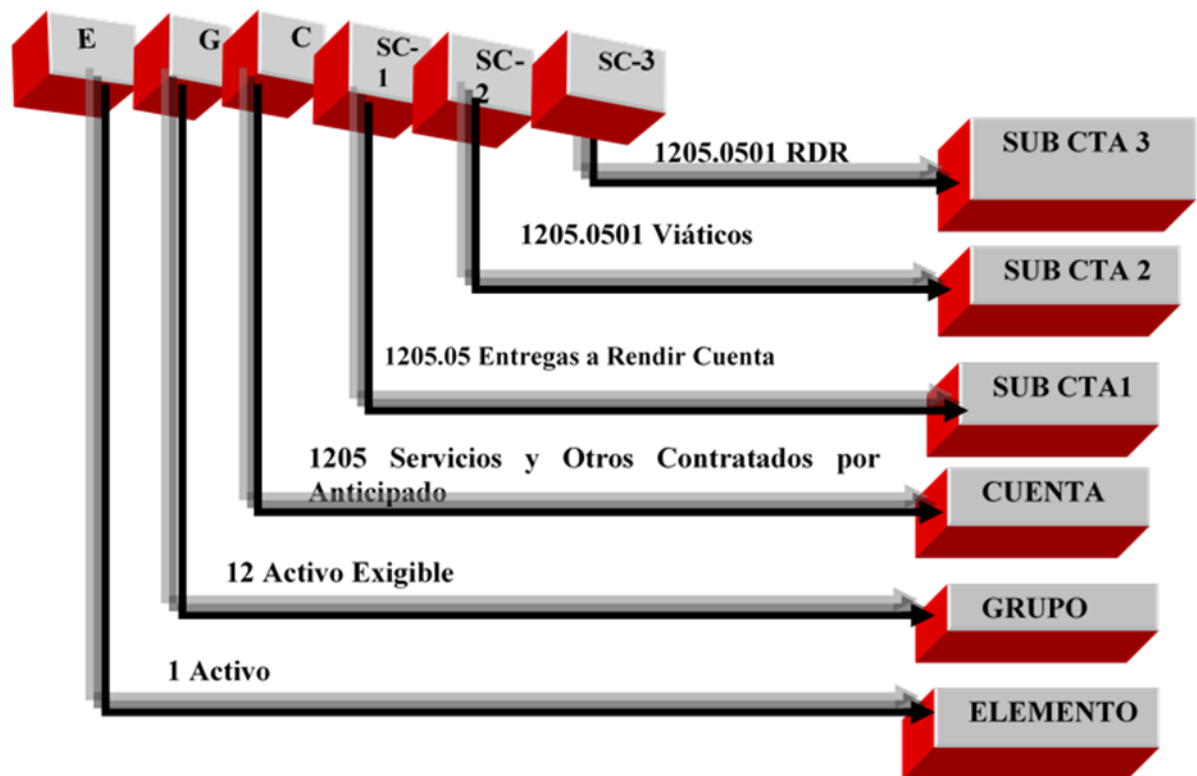 E G C SC-1 SC-2 SC-3
1205.0501 RDR
SUB CTA 3
1205.0501 Viáticos
SUB CTA 2
1205.05 Entregas a Rendir Cuenta
SUB CTA1
1205 Servicios y Otros Contratados por
Anticipado
CUENTA
12 Activo Exigible
GRUPO
1 Activo
ELEMENTO